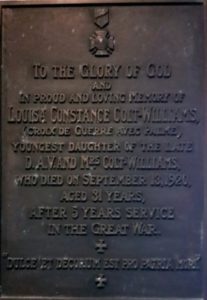 TO THE GLORY OF GOD
AND
IN PROUD AND LOVING MEMORY OF
LOUISA CONSTANCE COLT-WILLIAMS,
(CROIX DE GUERRE AVEC PALME)
YOUNGEST DAUGHTER OF THE LATE
D.A.V. AND MRS COLT-WILLIAMS,
WHO DIED ON SEPTEMBER 13, 1920,
AGED 31 YEARS,
AFTER 5 YEARS SERVICE
IN THE GREAT WAR.
"DULCE ET DECORUM EST PRO PATRIA MORI"